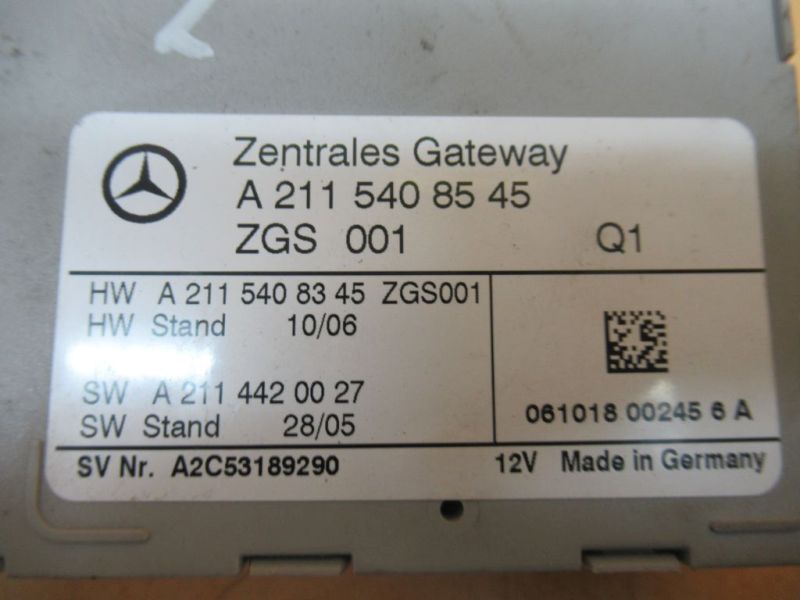 Zentrales Gateway
A 211 540 85 45
ZGS 001 Q1
HW A 211 540 83 45 ZGS001
HW Stand 10/06
SW A 211 442 00 27
SW Stand 28/05
061018 00245 6 A
SV Nr. A2C53189290 12V Made in Germany